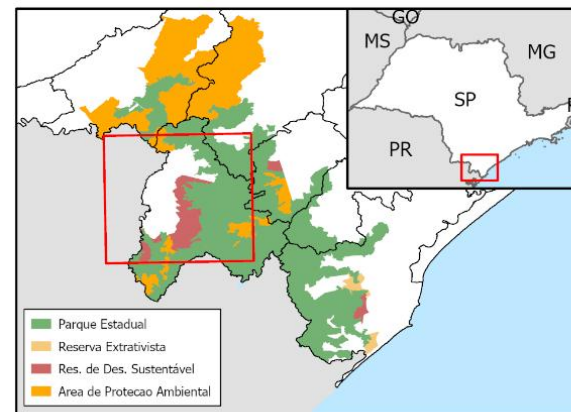 GO
MS
MG
SP
R
PR
Parque Estadual
Reserva Extrativista
Res. de Des. Sustentável
Area de Protecao Ambiental